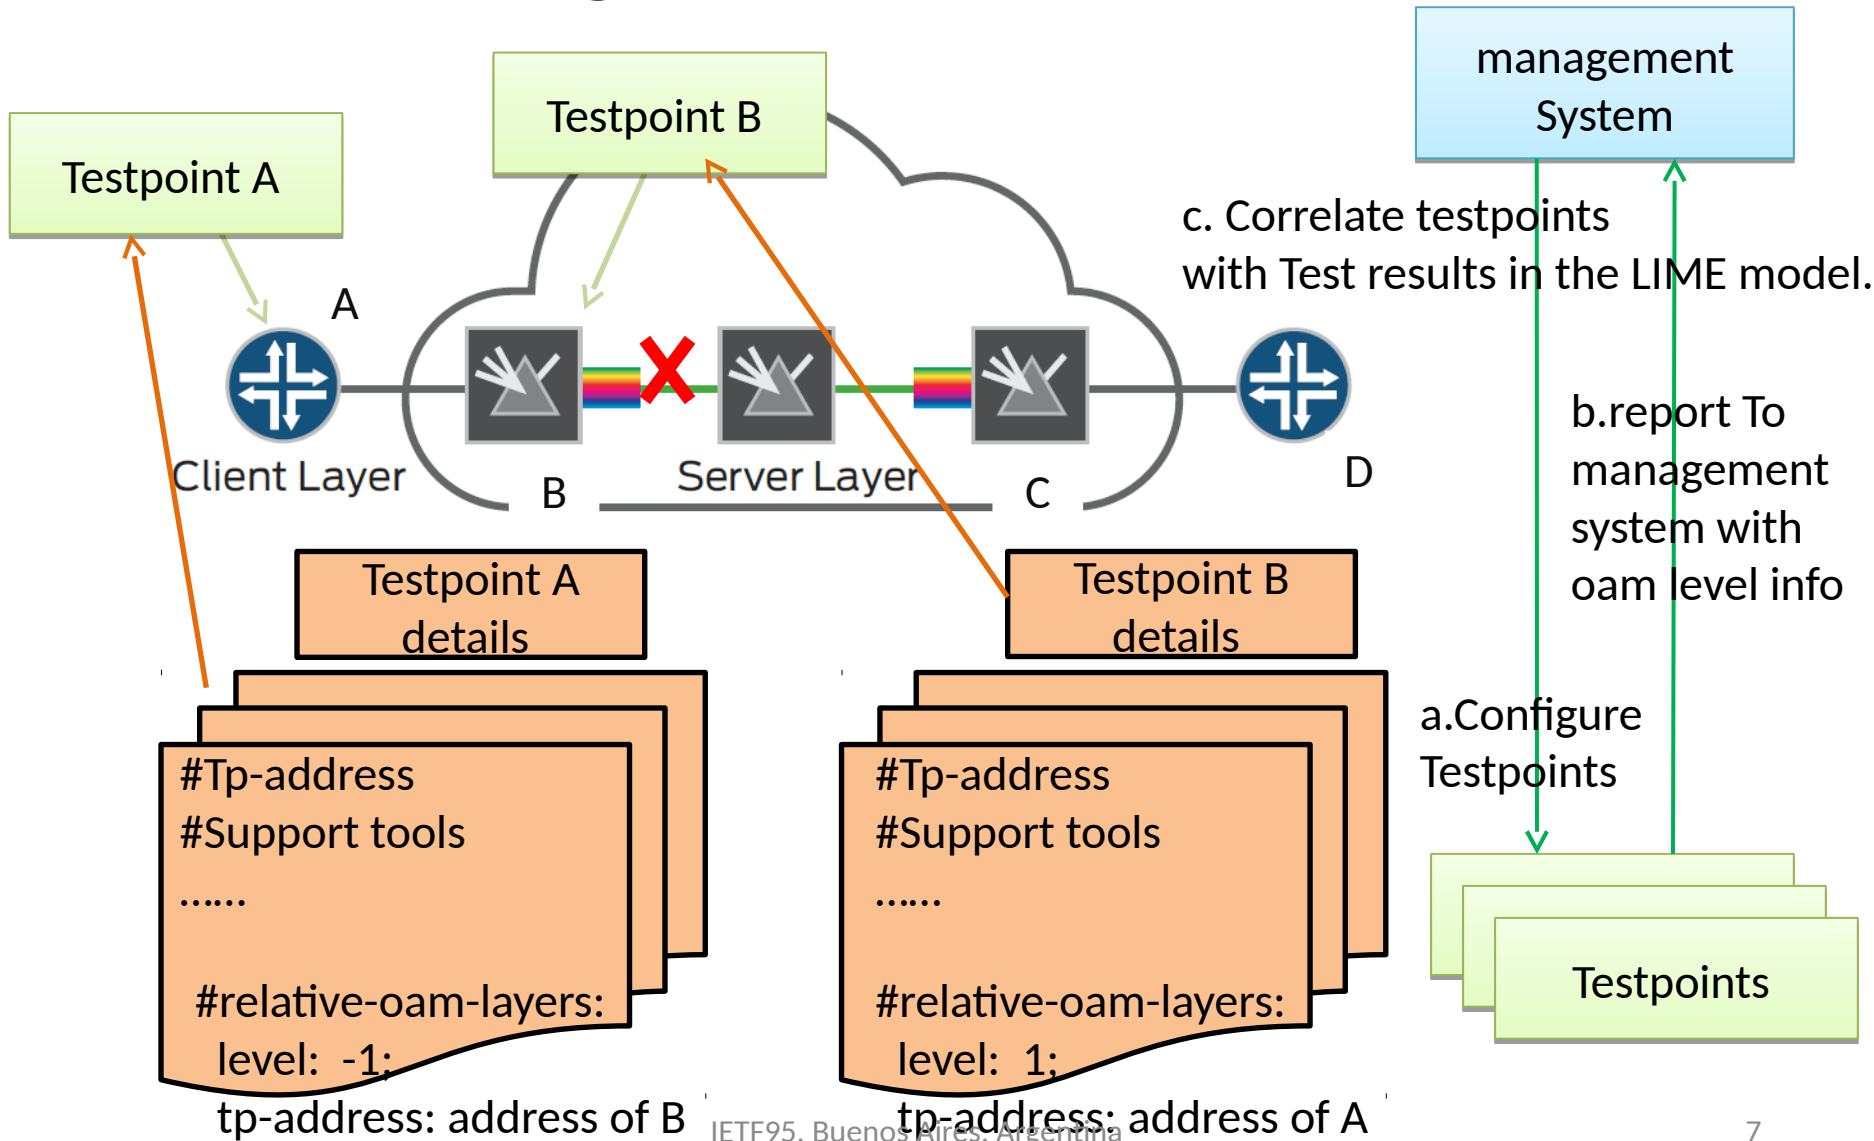 management
System
Testpoint B
Testpoint A
c. Correlate testpoints
with Test results in the LIME model.
A
b.report To
management
system with
oam level info
Client Layer
B
Server Layer
C
D
Testpoint A
details
Testpoint B
details
a.Configure
Testpoints
#Tp-address
#Support tools
……
#relative-oam-layers:
level: -1;
tp-address: address of B
#Tp-address
#Support tools
……
#relative-oam-layers:
level: 1;
tp-address: address of A
Testpoints
IETF95, Buenos Aires, Argentina
7